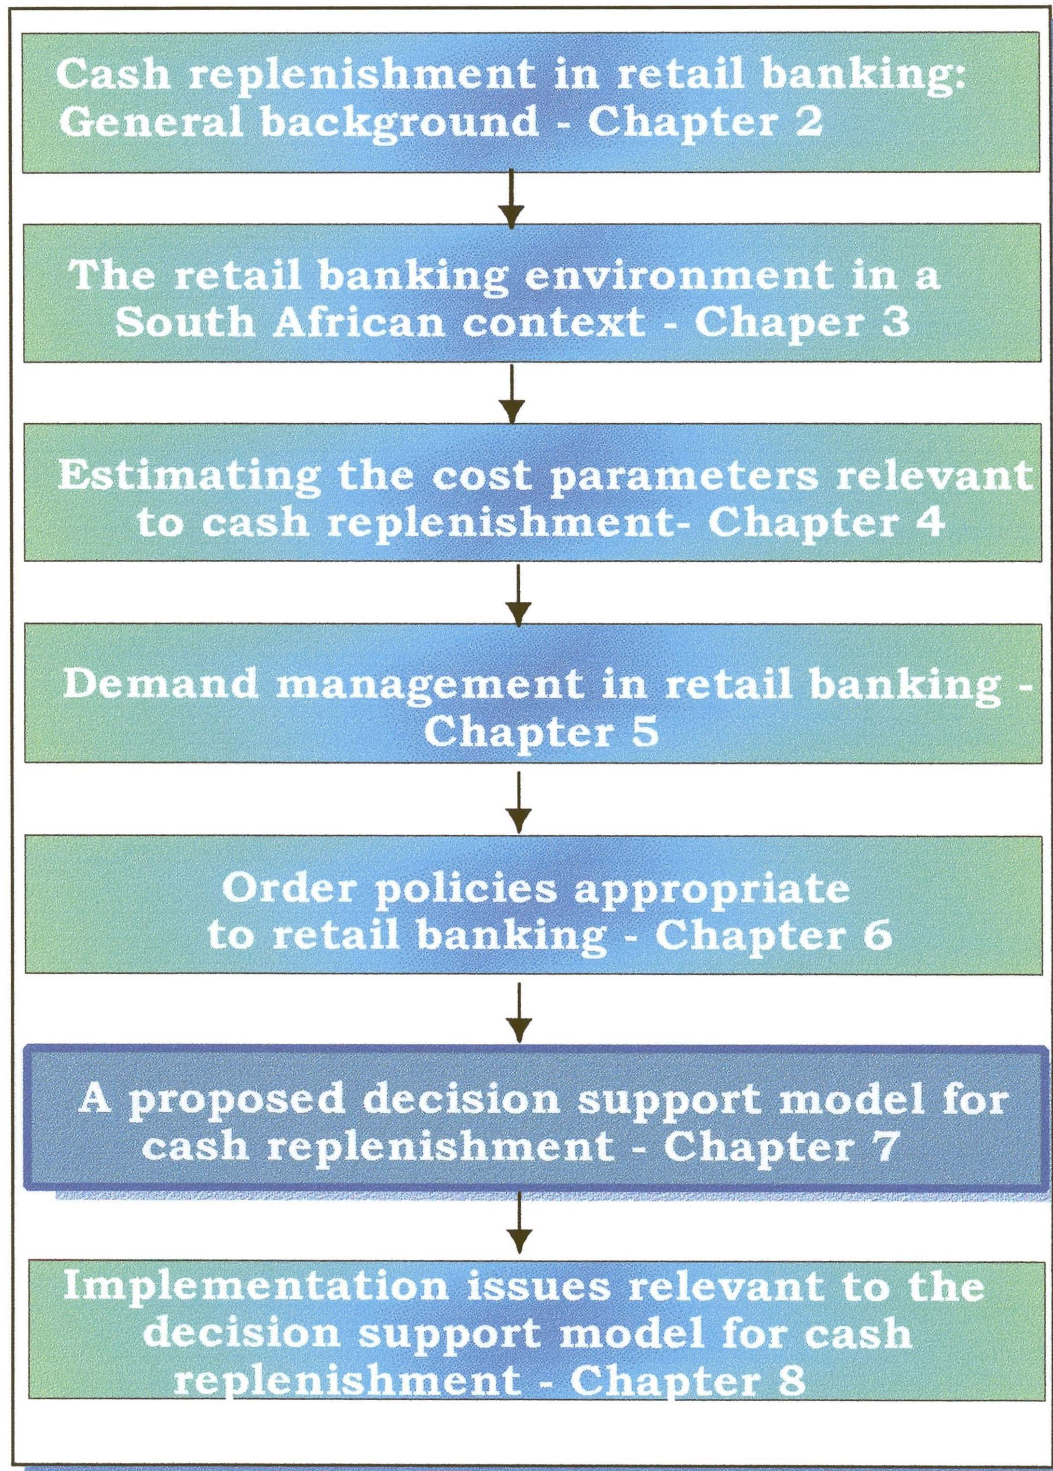 Cash replenishment in retail banking:
General background - Chapter 2
The retail banking environment in a
South African context - Chaper 3
Estimating the cost parameters relevant
to cash replenishment- Chapter 4
Demand management in retail banking -
Chapter 5
Order policies appropriate
to retail banking - Chapter 6
A proposed decision support model for
cash replenishment - Chapter 7
Implementation issues relevant to the
decision support model for cash
replenishment - Chapter 8